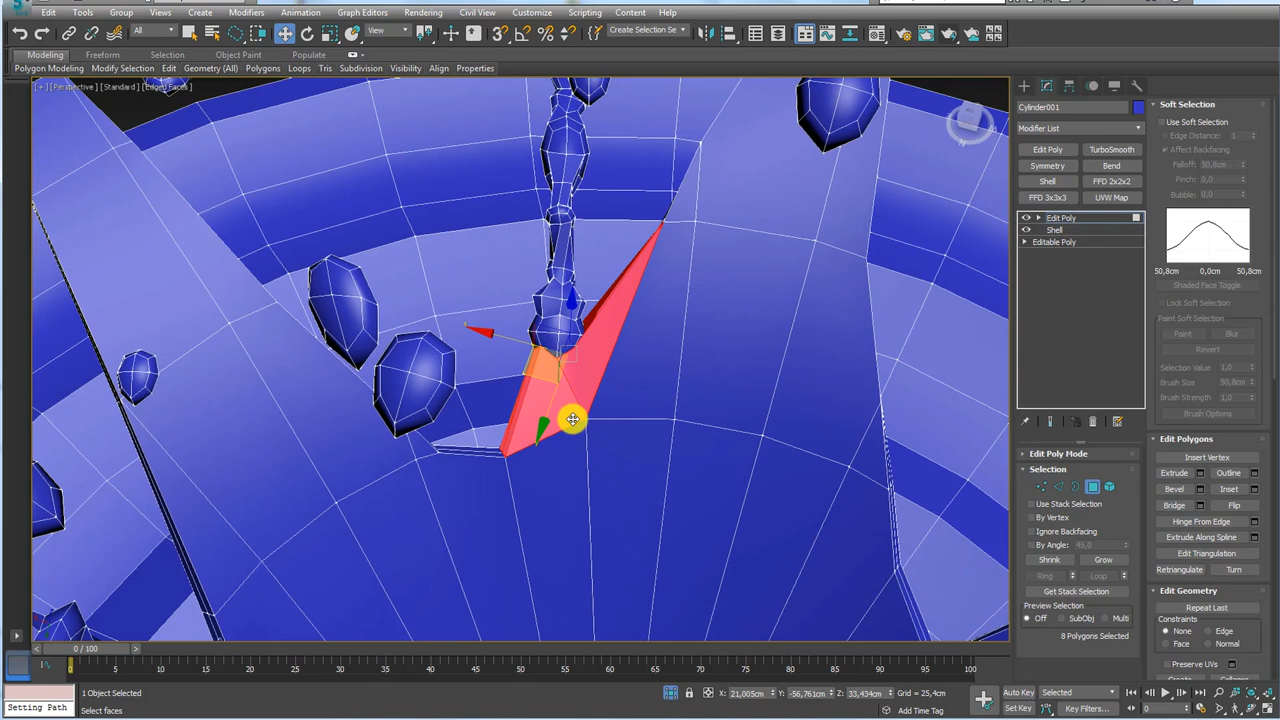 Edit Tools Group Views Create Modifiers Animation Graph Editors Rendering Civil View Customize Scripting Content Help
All View Create Selection Se
Modeling Freeform Selection Object Paint Populate
Polygon Modeling Modify Selection Edit Geometry (All) Polygons Loops Tris Subdivision Visibility Align Properties
[+] [Perspective] [Standard] [Edged Faces]
Cylinder001
Modifier List
Edit Poly TurboSmooth
Symmetry Bend
Shell FFD 2x2x2
FFD 3x3x3 UVW Map
Edit Poly
Shell
Editable Poly
Edit Poly Mode
Selection
Use Stack Selection
By Vertex
Ignore Backfacing
By Angle: 45,0
Shrink Grow
Ring Loop
Get Stack Selection
Preview Selection
Off SubObj Multi
8 Polygons Selected
Soft Selection
Use Soft Selection
Edge Distance: 1
Affect Backfacing
Falloff: 50,8cm
Pinch: 0,0
Bubble: 0,0
50,8cm 0,0cm 50,8cm
Shaded Face Toggle
Lock Soft Selection
Paint Soft Selection
Paint Blur
Revert
Selection Value 1,0
Brush Size 50,8cm
Brush Strength 1,0
Brush Options
Edit Polygons
Insert Vertex
Extrude Outline
Bevel Inset
Bridge Flip
Hinge From Edge
Extrude Along Spline
Edit Triangulation
Retriangulate Turn
Edit Geometry
Repeat Last
Constraints
None Edge
Face Normal
Preserve UVs
Create Collapse
0 / 100
0 5 10 15 20 25 30 35 40 45 50 55 60 65 70 75 80 85 90 95 100
1 Object Selected X: 21,005cm Y: -56,761cm Z: 33,434cm Grid = 25,4cm Auto Key Selected
Setting Path Select faces Add Time Tag Set Key Key Filters... 0